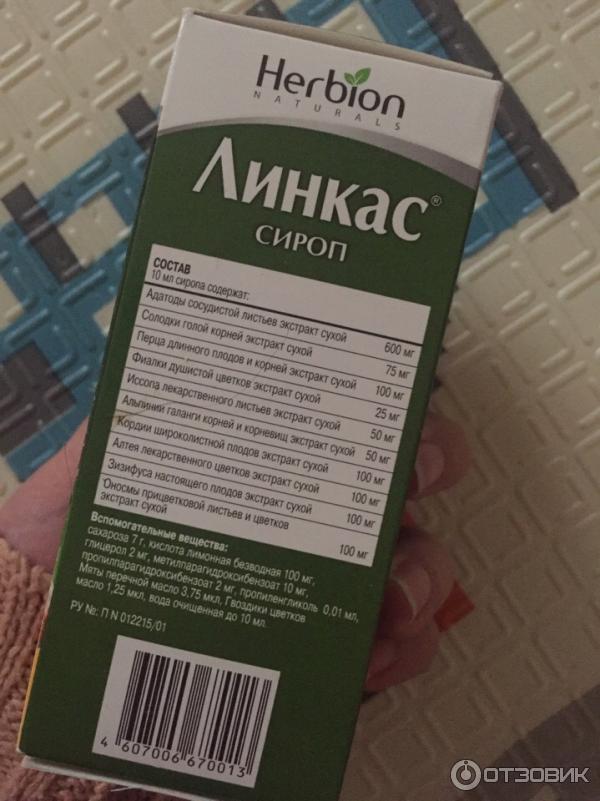 Herbion
NATURALS
Линкас®
СИРОП
СОСТАВ
10 мл сиропа содержат:
Адатоды сосудистой листьев экстракт сухой 600 мг
Солодки голой корней экстракт сухой 75 мг
Перца длинного плодов и корней экстракт сухой 100 мг
Фиалки душистой цветков экстракт сухой 25 мг
Иссопа лекарственного листьев экстракт сухой 50 мг
Альпинии галанги корней и корневищ экстракт сухой 50 мг
Кордии широколистной плодов экстракт сухой 100 мг
Алтея лекарственного цветков экстракт сухой 100 мг
Зизифуса настоящего плодов экстракт сухой 100 мг
Оносмы прицветковой листьев и цветков
экстракт сухой 100 мг
Вспомогательные вещества:
сахароза 7 г, кислота лимонная безводная 100 мг,
глицерол 2 мг, метилпарагидроксибензоат 10 мг,
пропилпарагидроксибензоат 2 мг, пропиленгликоль 0,01 мл,
Мяты перечной масло 3,75 мкл, Гвоздики цветков
масло 1,25 мкл, вода очищенная до 10 мл.
РУ №: П N 012215/01
4 607006 670013
ОТЗОВИК